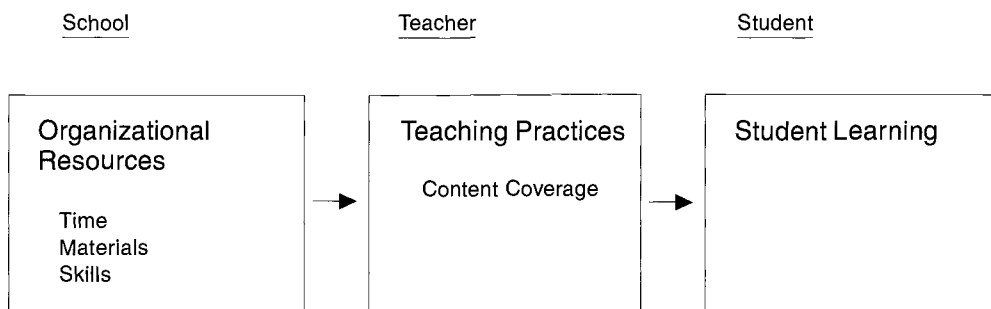 School
Teacher
Student
Organizational
Resources
Time
Materials
Skills
Teaching Practices
Content Coverage
Student Learning